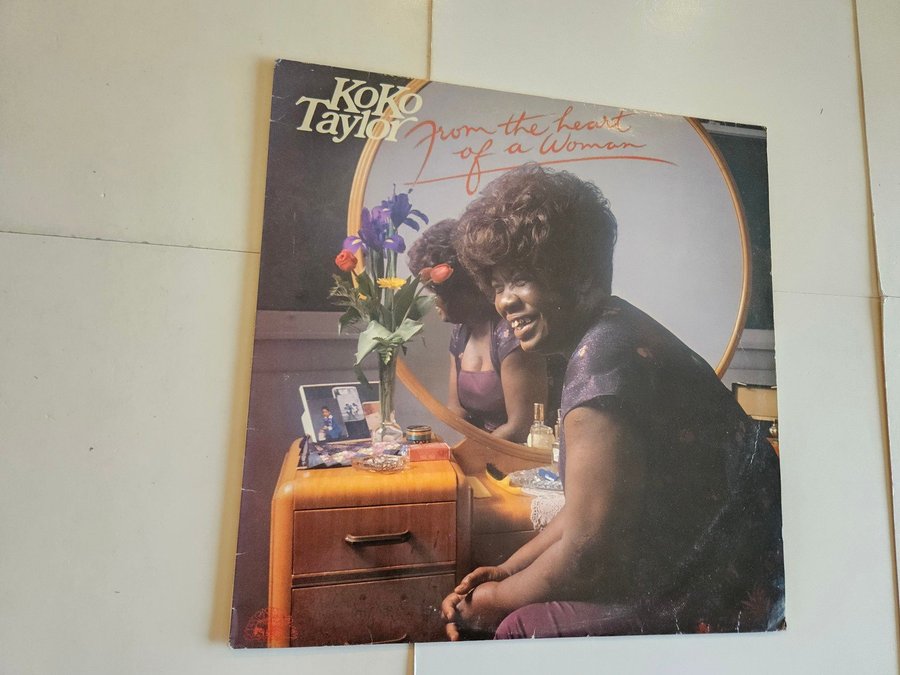 KoKo
Taylor
From the heart
of a Woman